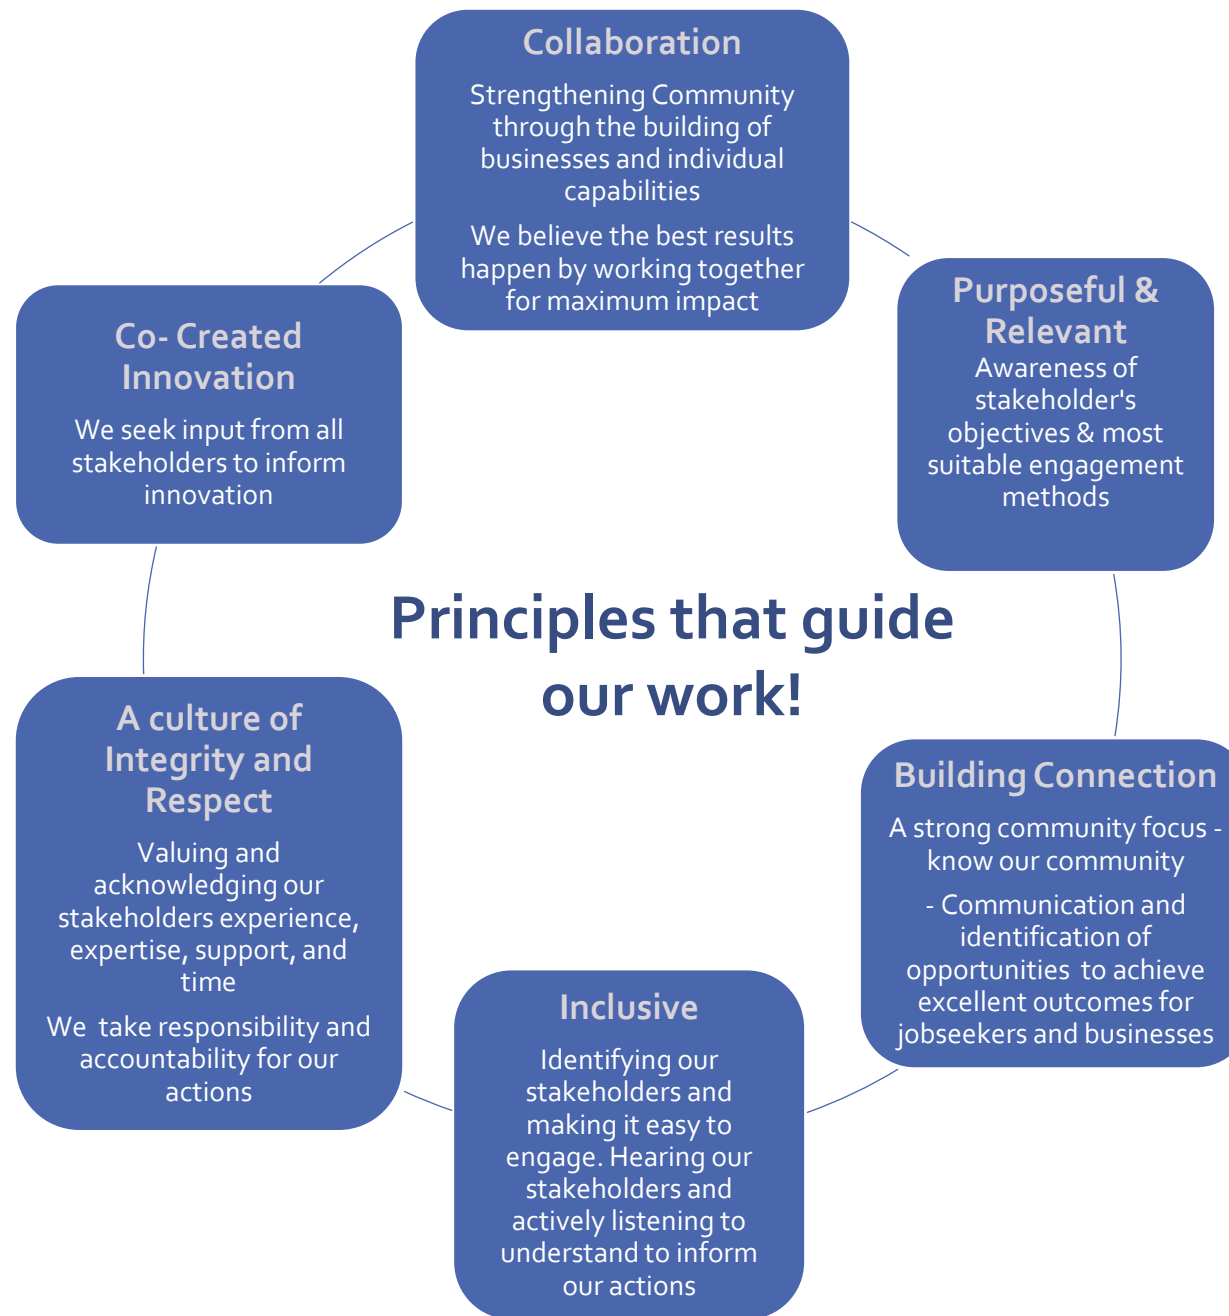 Collaboration
Strengthening Community
through the building of
businesses and individual
capabilities
We believe the best results
happen by working together
for maximum impact
Purposeful &
Relevant
Awareness of
stakeholder's
objectives & most
suitable engagement
methods
Building Connection
A strong community focus -
know our community
- Communication and
identification of
opportunities  to achieve
excellent outcomes for
jobseekers and businesses
Inclusive
Identifying our
stakeholders and
making it easy to
engage. Hearing our
stakeholders and
actively listening to
understand to inform
our actions
A culture of
Integrity and
Respect
Valuing and
acknowledging our
stakeholders experience,
expertise, support, and
time
We  take responsibility and
accountability for our
actions
Co- Created
Innovation
We seek input from all
stakeholders to inform
innovation
Principles that guide
our work!